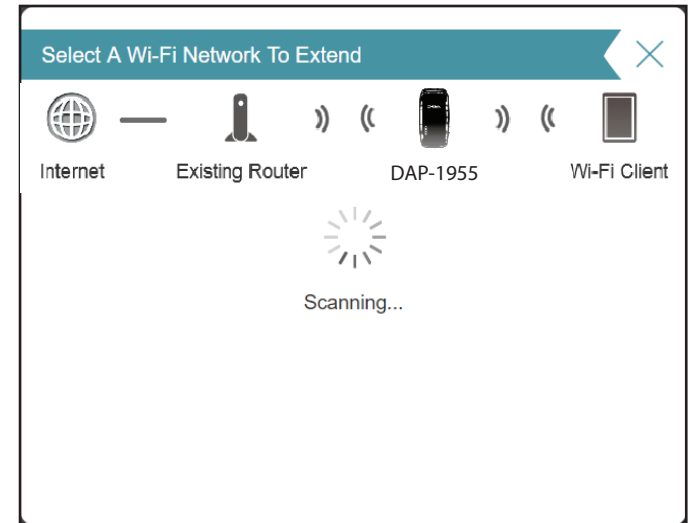 Select A Wi-Fi Network To Extend
Internet Existing Router DAP-1955 Wi-Fi Client
Scanning...